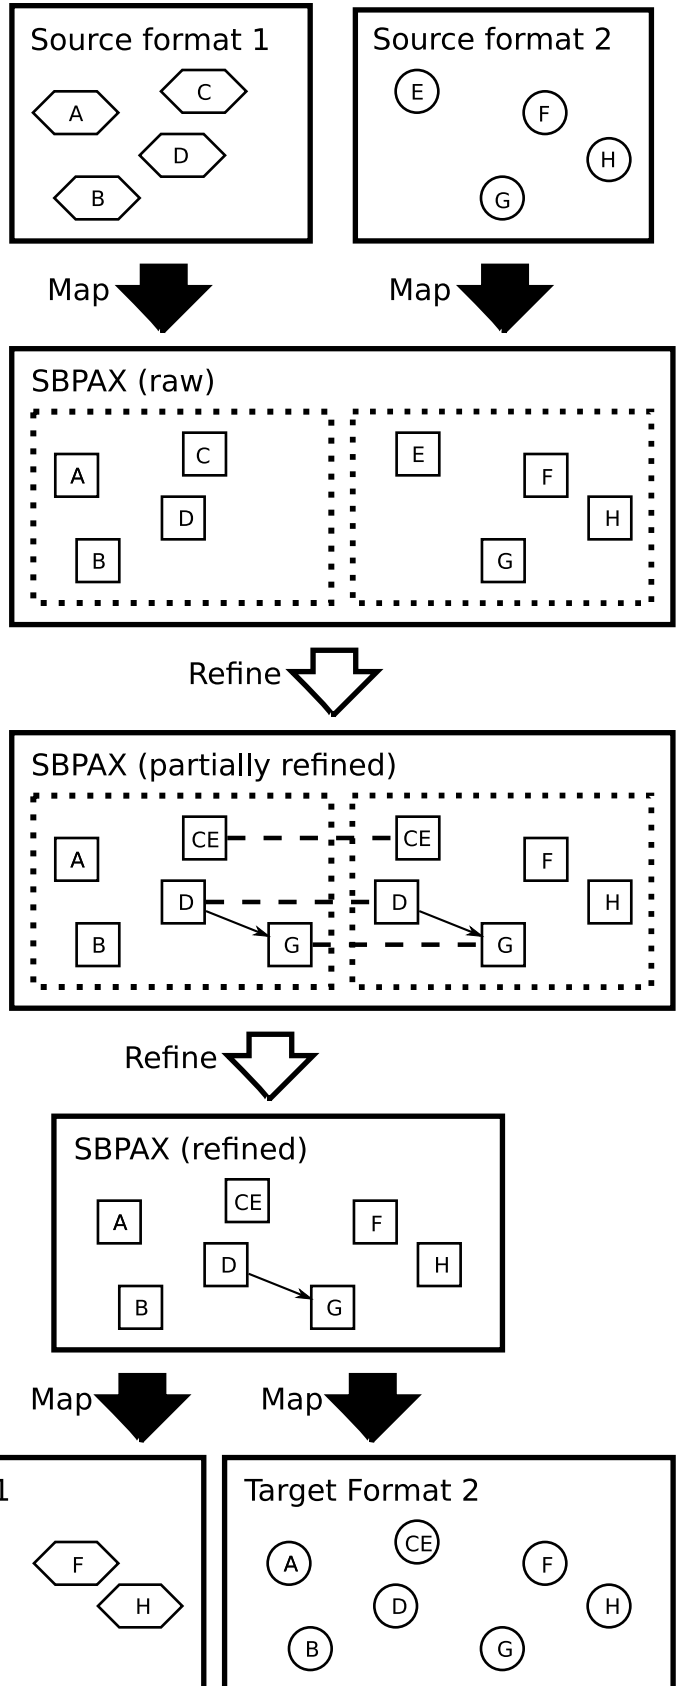 Source format 1
C
A
D
B
Source format 2
E
F
H
G
Map
Map
SBPAX (raw)
C
A
D
B
E
F
H
G
Refine
SBPAX (partially refined)
CE
A
D
B
G
CE
F
D
H
G
Refine
SBPAX (refined)
CE
A
F
D
H
B
G
Map
Map
1
F
H
Target Format 2
CE
A
F
D
H
B
G